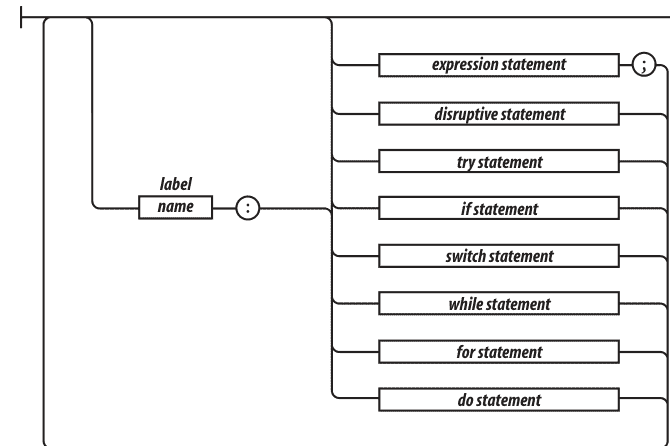 expression statement ;
disruptive statement
try statement
label
name :
if statement
switch statement
while statement
for statement
do statement